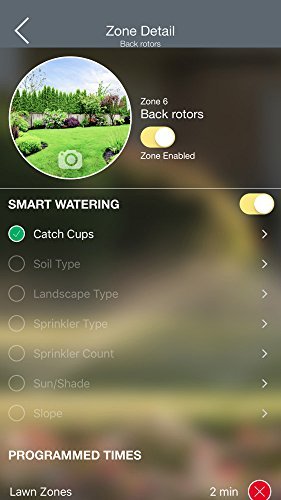 Zone Detail
Back rotors
Zone 6
Back rotors
Zone Enabled
SMART WATERING
Catch Cups
Soil Type
Landscape Type
Sprinkler Type
Sprinkler Count
Sun/Shade
Slope
PROGRAMMED TIMES
Lawn Zones 2 min